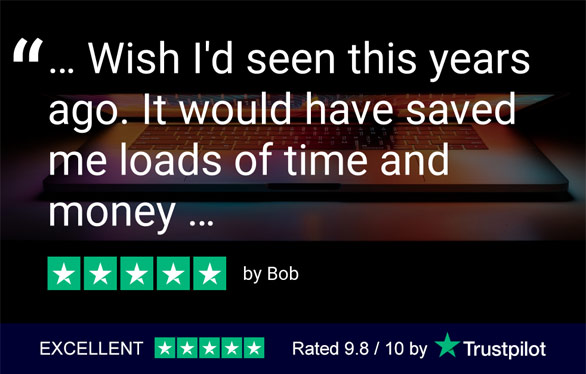 “… Wish I'd seen this years
ago. It would have saved
me loads of time and
money …
by Bob
EXCELLENT Rated 9.8 / 10 by Trustpilot